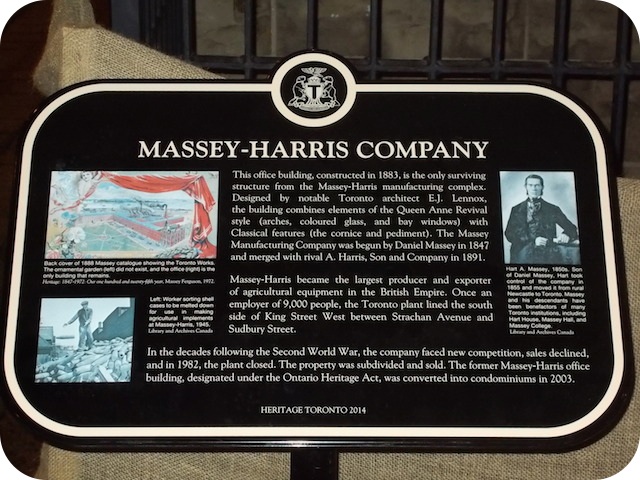 T
MASSEY-HARRIS COMPANY
This office building, constructed in 1883, is the only surviving
structure from the Massey-Harris manufacturing complex.
Designed by notable Toronto architect E.J. Lennox,
the building combines elements of the Queen Anne Revival
style (arches, coloured glass, and bay windows) with
Classical features (the cornice and pediment). The Massey
Manufacturing Company was begun by Daniel Massey in 1847
and merged with rival A. Harris, Son and Company in 1891.
Massey-Harris became the largest producer and exporter
of agricultural equipment in the British Empire. Once an
employer of 9,000 people, the Toronto plant lined the south
side of King Street West between Strachan Avenue and
Sudbury Street.
In the decades following the Second World War, the company faced new competition, sales declined,
and in 1982, the plant closed. The property was subdivided and sold. The former Massey-Harris office
building, designated under the Ontario Heritage Act, was converted into condominiums in 2003.
Back cover of 1888 Massey catalogue showing the Toronto Works.
The ornamental garden (left) did not exist, and the office (right) is the
only building that remains.
Heritage: 1847-1972: One one hundred and twenty-fifth year, Massey Ferguson, 1972.
Left: Worker sorting shell
cases to be melted down
for use in making
agricultural implements
at Massey-Harris, 1945.
Library and Archives Canada
Hart A. Massey, 1850s. Son
of Daniel Massey, Hart took
control of the company in
1855 and moved it from rural
Newcastle to Toronto. Massey
and his descendants have
been benefactors of many
Toronto institutions, including
Hart House, Massey Hall, and
Massey College.
Library and Archives Canada
HERITAGE TORONTO 2014